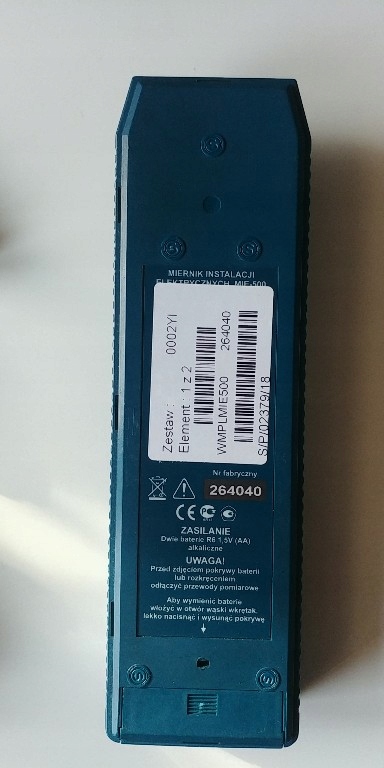 MIERNIK INSTALACJI
ELEKTRYCZNYCH MIE-500
Zestaw : 0002YI
Element : 1 z 2
WMPLMIE500 264040
S/P/02379/18
Nr fabryczny
264040
CE
ZASILANIE
Dwie baterie R6 1,5V (AA)
alkaliczne
UWAGA!
Przed zdjęciem pokrywy baterii
lub rozkręceniem
odłączyć przewody pomiarowe
Aby wymienić baterie
włożyć w otwór wąski wkrętak,
lekko nacisnąć i wysunąć pokrywę